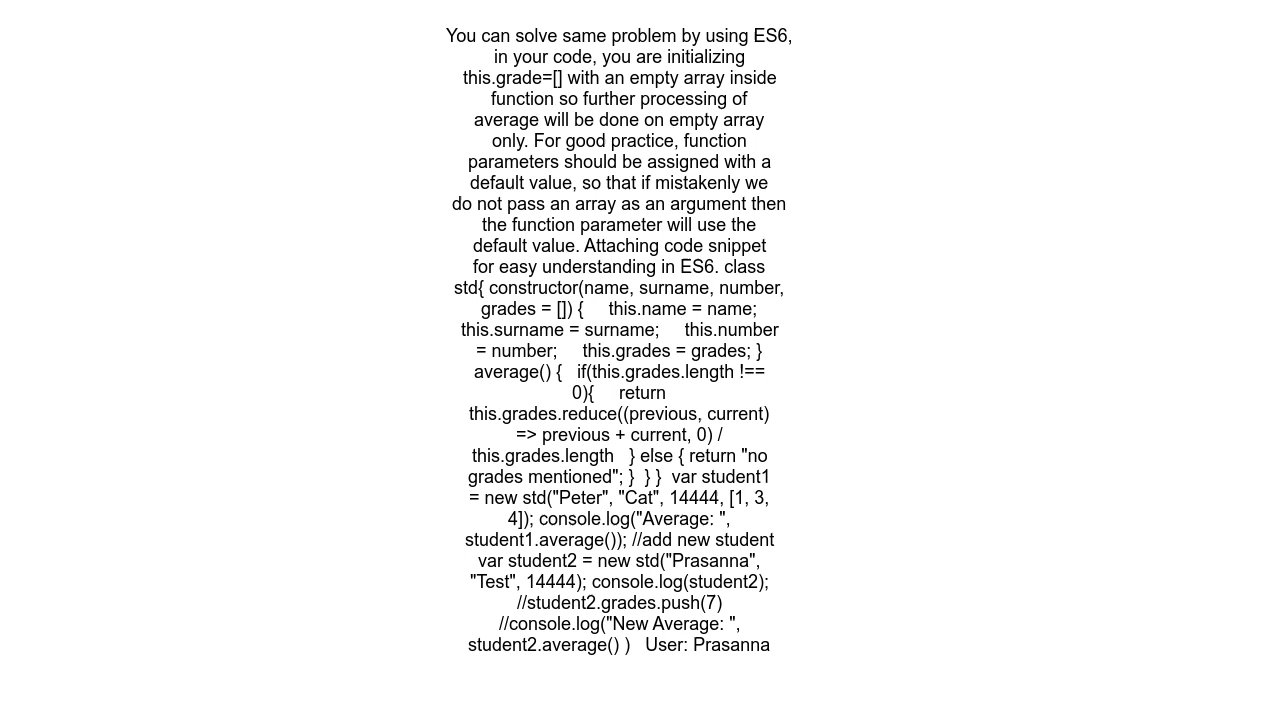 You can solve same problem by using ES6,
in your code, you are initializing
this.grade=[] with an empty array inside
function so further processing of
average will be done on empty array
only. For good practice, function
parameters should be assigned with a
default value, so that if mistakenly we
do not pass an array as an argument then
the function parameter will use the
default value. Attaching code snippet
for easy understanding in ES6. class
std{ constructor(name, surname, number,
grades = []) {     this.name = name;
this.surname = surname;     this.number
= number;     this.grades = grades; }
average() {   if(this.grades.length !==
0){     return
this.grades.reduce((previous, current)
=> previous + current, 0) /
this.grades.length   } else { return "no
grades mentioned"; }  } }  var student1
= new std("Peter", "Cat", 14444, [1, 3,
4]); console.log("Average: ",
student1.average()); //add new student
var student2 = new std("Prasanna",
"Test", 14444); console.log(student2);
//student2.grades.push(7)
//console.log("New Average: ",
student2.average() )   User: Prasanna